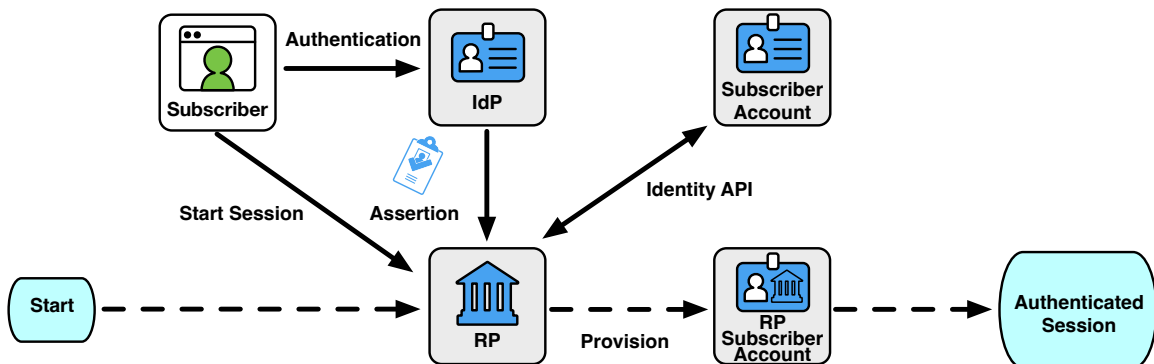 Authentication
Subscriber
IdP
Subscriber
Account
Start Session
Assertion
Identity API
Start
RP
Provision
RP
Subscriber
Account
Authenticated
Session